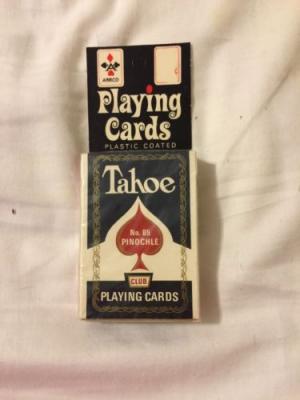 ARRCO
Playing
Cards
PLASTIC COATED
Tahoe
No. 85
PINOCHLE
CLUB
PLAYING CARDS